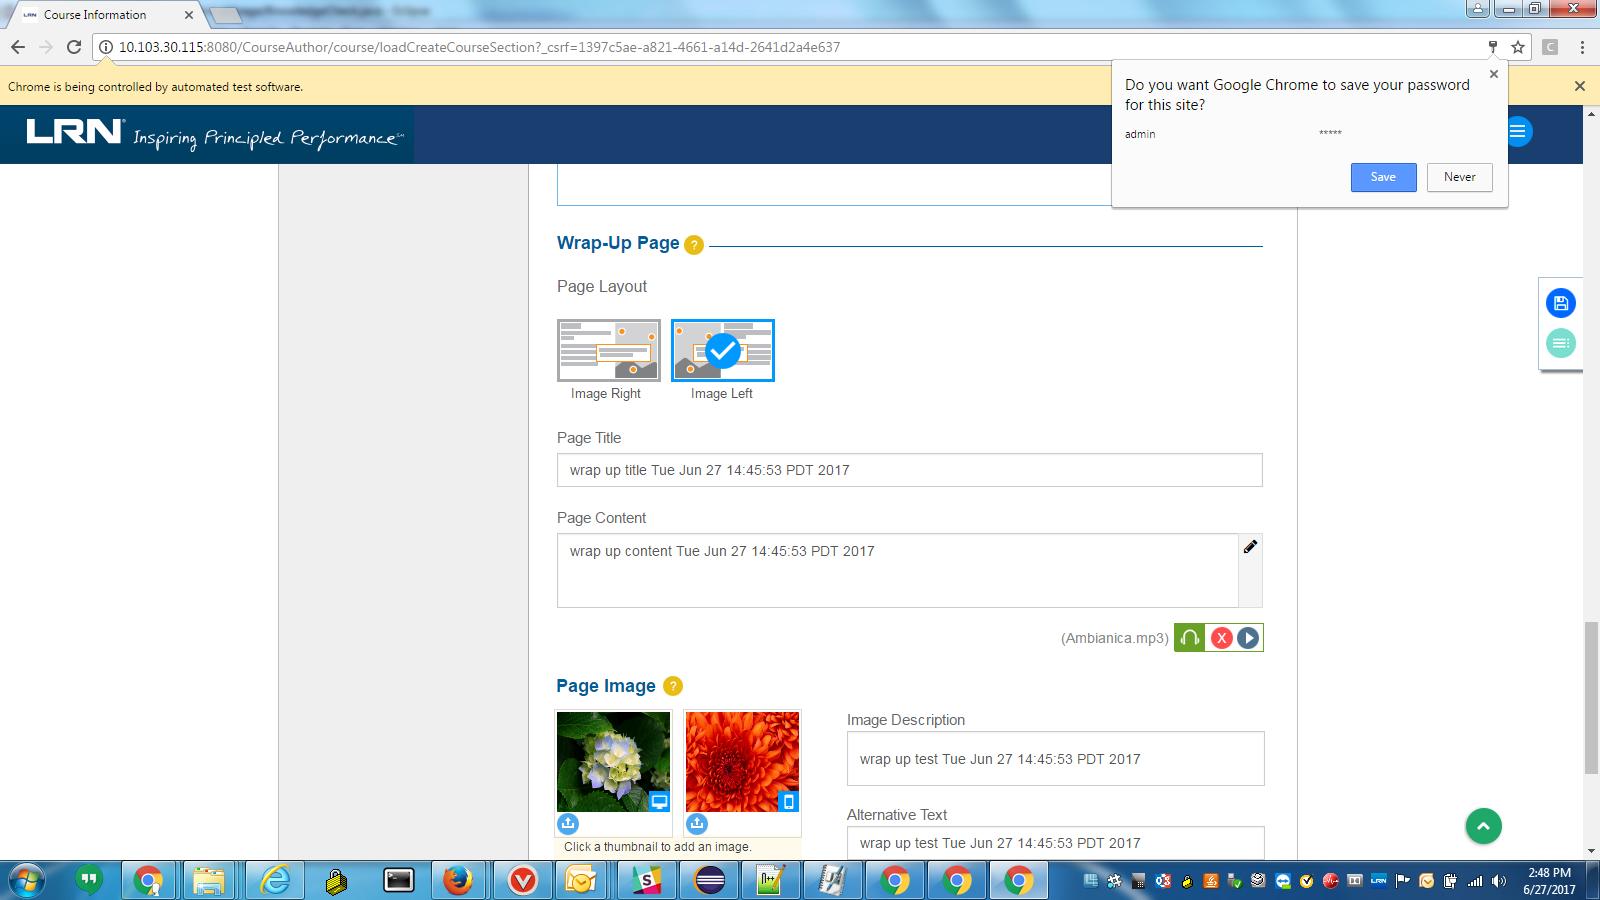 LRN Course Information
10.103.30.115:8080/CourseAuthor/course/loadCreateCourseSection?_csrf=1397c5ae-a821-4661-a14d-2641d2a4e637
C
Chrome is being controlled by automated test software.
Do you want Google Chrome to save your password
for this site?
admin *****
Save Never
LRN Inspiring Principled Performance
Wrap-Up Page ?
Page Layout
Image Right Image Left
Page Title
wrap up title Tue Jun 27 14:45:53 PDT 2017
Page Content
wrap up content Tue Jun 27 14:45:53 PDT 2017
(Ambianica.mp3) X
Page Image ?
Image Description
wrap up test Tue Jun 27 14:45:53 PDT 2017
Alternative Text
wrap up test Tue Jun 27 14:45:53 PDT 2017
Click a thumbnail to add an image.
LRN
2:48 PM
6/27/2017